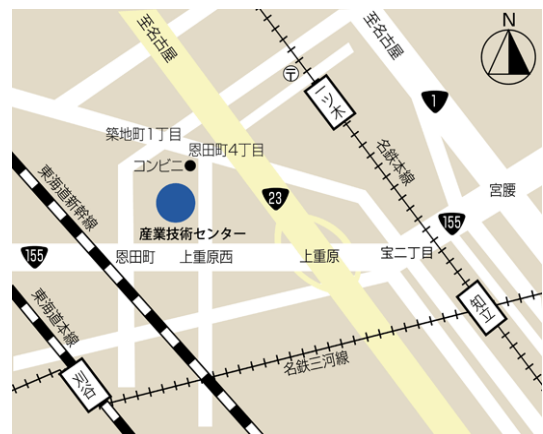 至名古屋
至名古屋
N
〒
一ツ木
1
築地町1丁目
恩田町4丁目
コンビニ
名鉄本線
東海道新幹線
23
宮腰
産業技術センター
155
155
恩田町
上重原西
上重原
宝二丁目
東海道本線
知立
名鉄三河線
刈谷